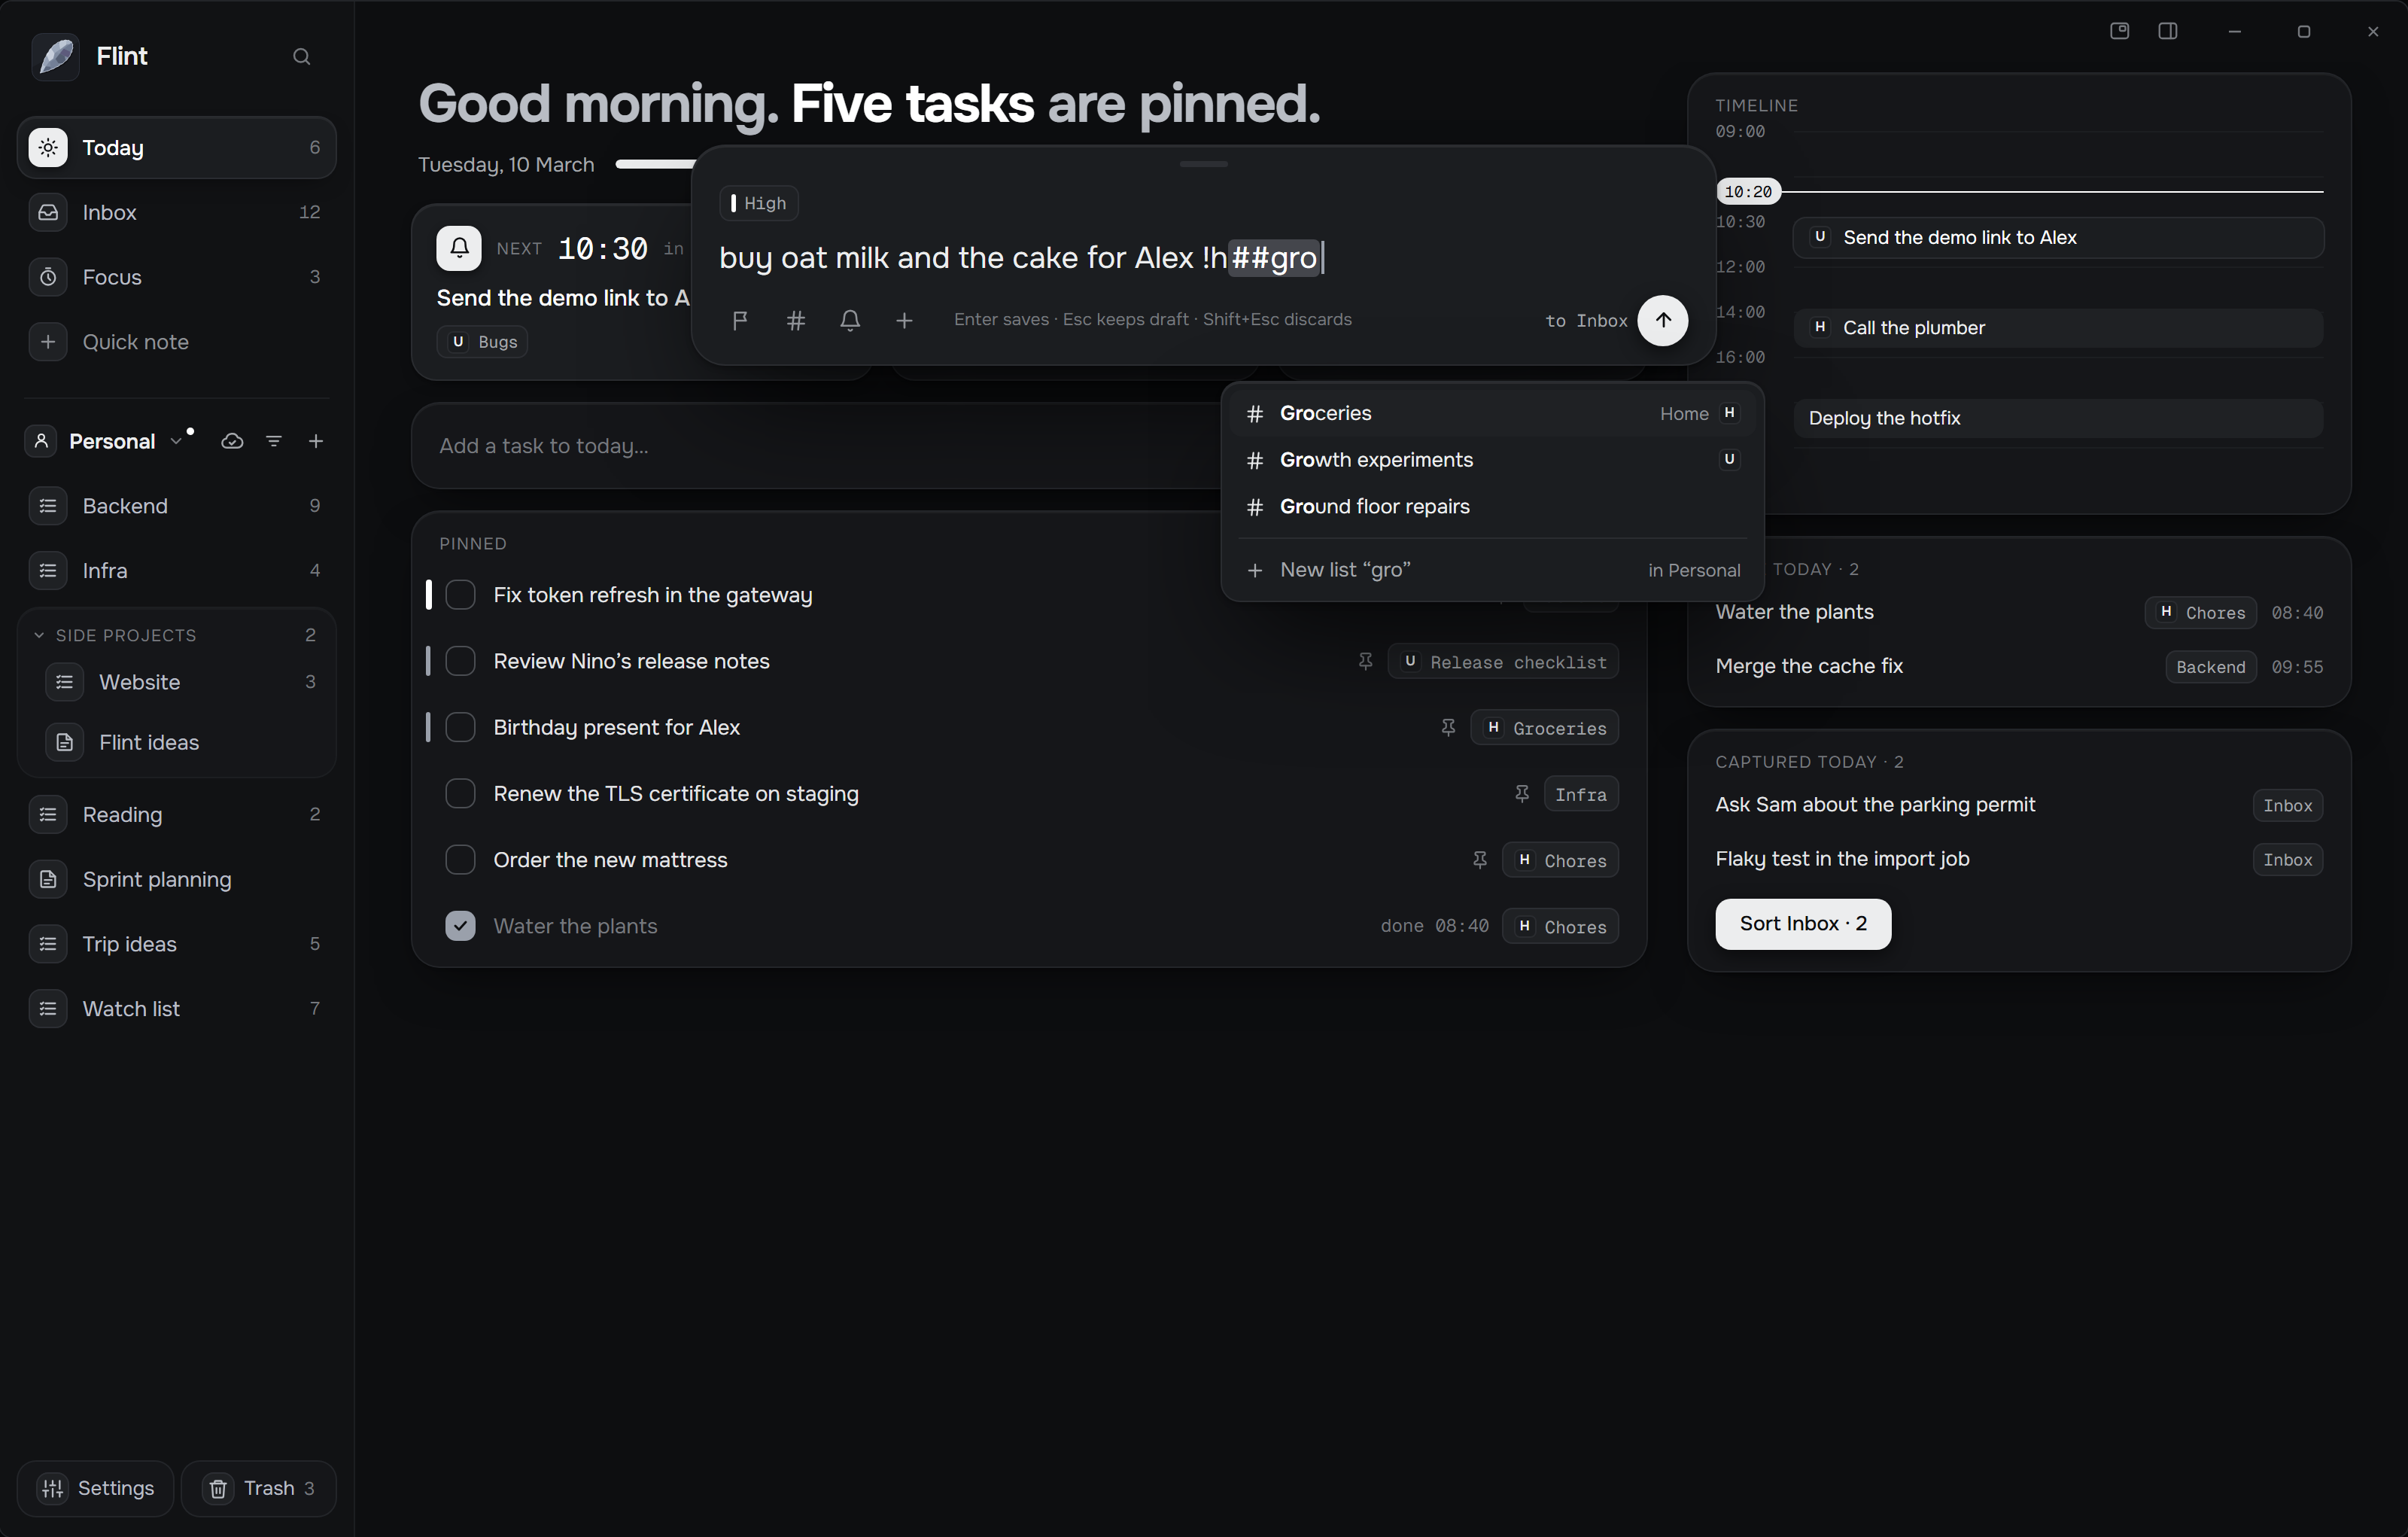 Flint
Today 6
Inbox 12
Focus 3
Quick note
Personal
Backend 9
Infra 4
SIDE PROJECTS 2
Website 3
Flint ideas
Reading 2
Sprint planning
Trip ideas 5
Watch list 7
Settings
Trash 3
Good morning. Five tasks are pinned.
Tuesday, 10 March
NEXT 10:30 in
Send the demo link to A
U Bugs
High
buy oat milk and the cake for Alex !h##gro
Enter saves · Esc keeps draft · Shift+Esc discards
to Inbox
# Groceries Home H
# Growth experiments U
# Ground floor repairs
+ New list “gro” in Personal
Add a task to today...
PINNED
Fix token refresh in the gateway
Review Nino’s release notes U Release checklist
Birthday present for Alex H Groceries
Renew the TLS certificate on staging Infra
Order the new mattress H Chores
Water the plants done 08:40 H Chores
TIMELINE
09:00
10:20
10:30
U Send the demo link to Alex
12:00
14:00
H Call the plumber
16:00
Deploy the hotfix
TODAY · 2
Water the plants H Chores 08:40
Merge the cache fix Backend 09:55
CAPTURED TODAY · 2
Ask Sam about the parking permit Inbox
Flaky test in the import job Inbox
Sort Inbox · 2